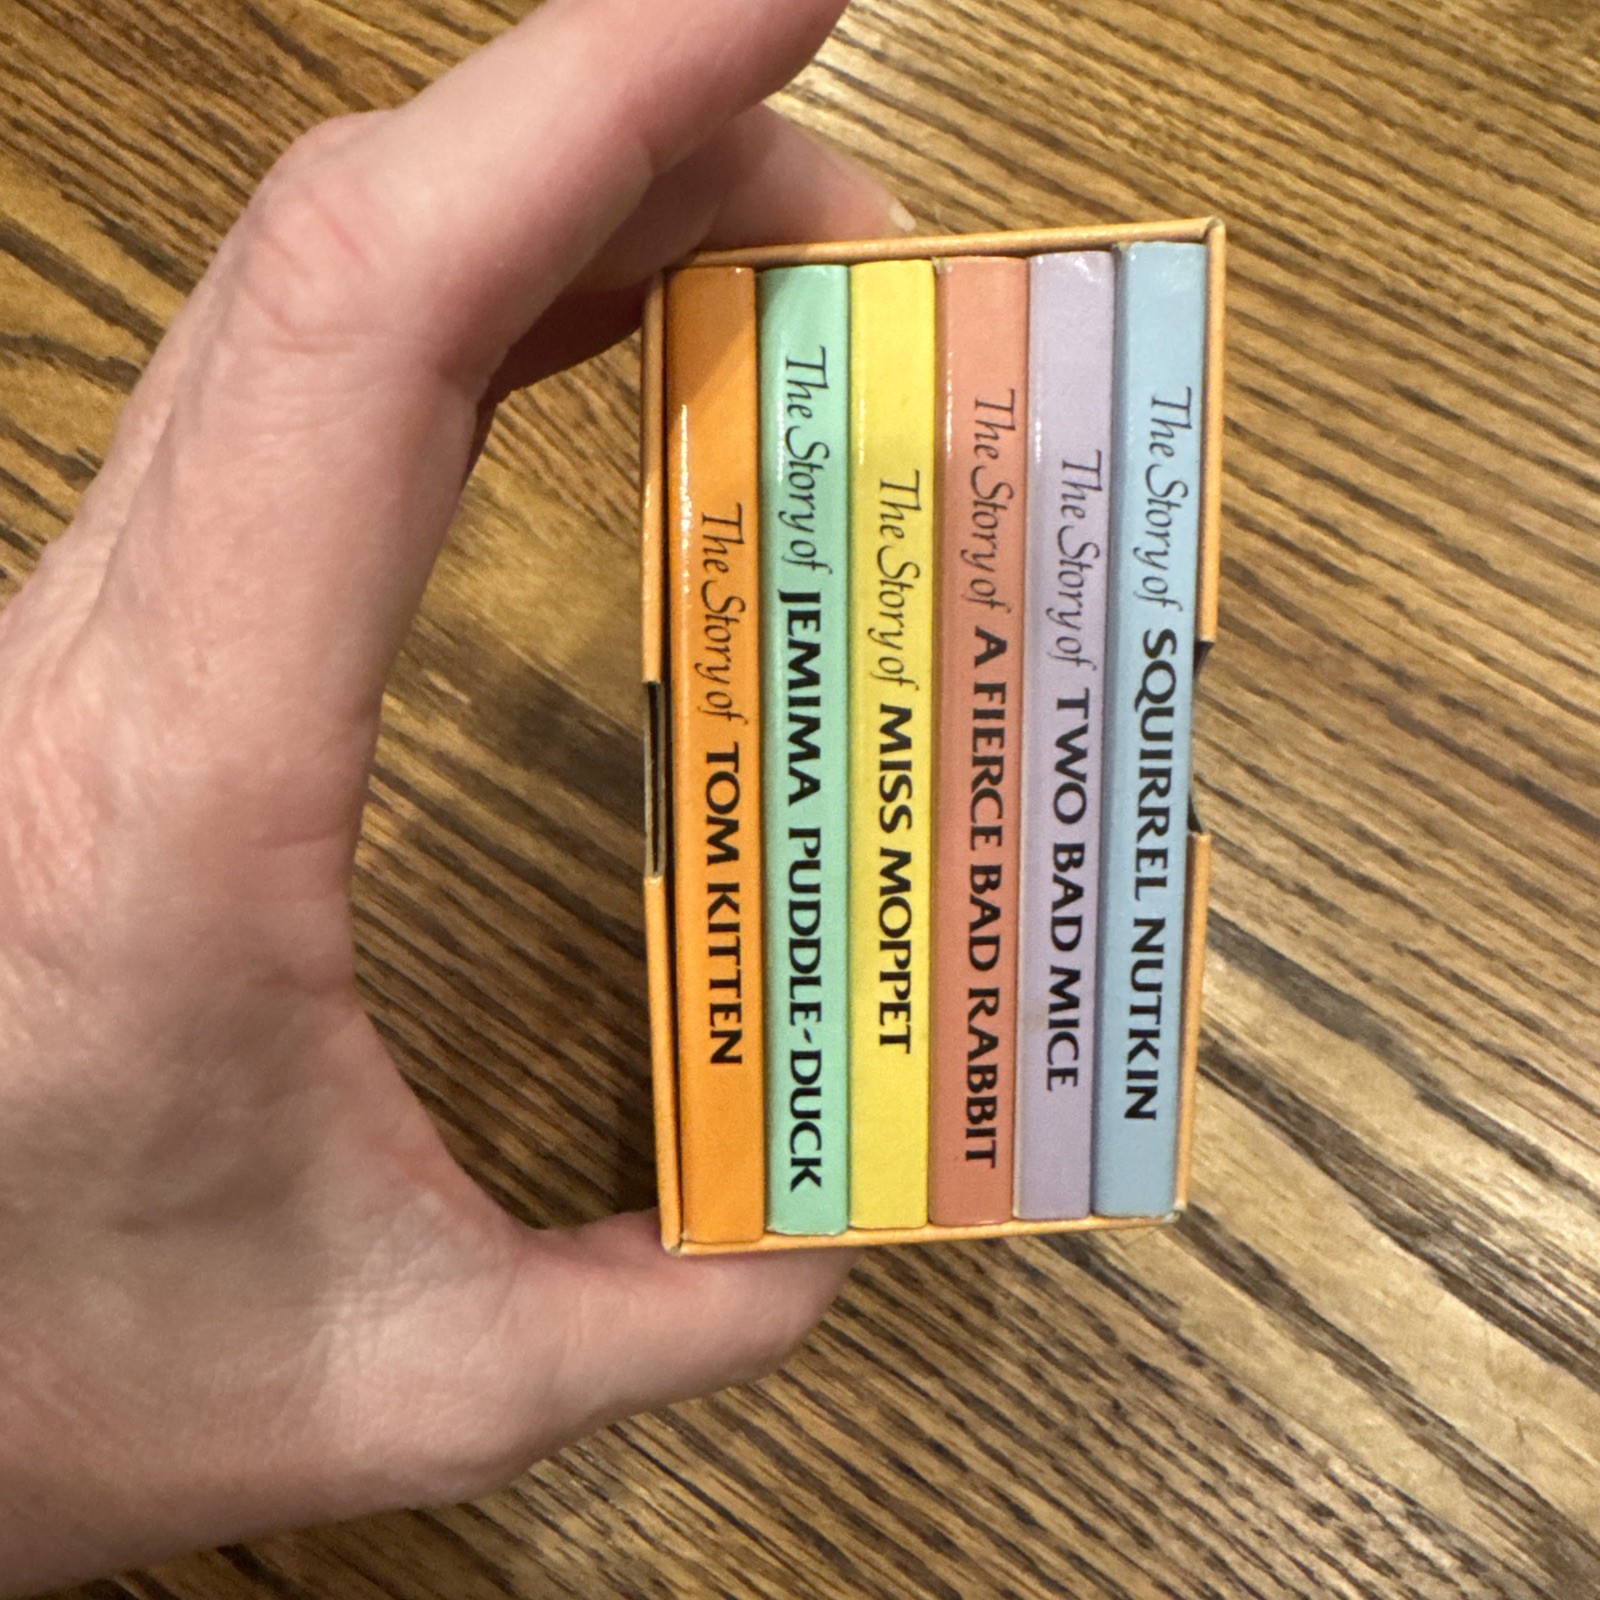 The Story of TOM KITTEN
The Story of JEMIMA PUDDLE-DUCK
The Story of MISS MOPPET
The Story of A FIERCE BAD RABBIT
The Story of TWO BAD MICE
The Story of SQUIRREL NUTKIN